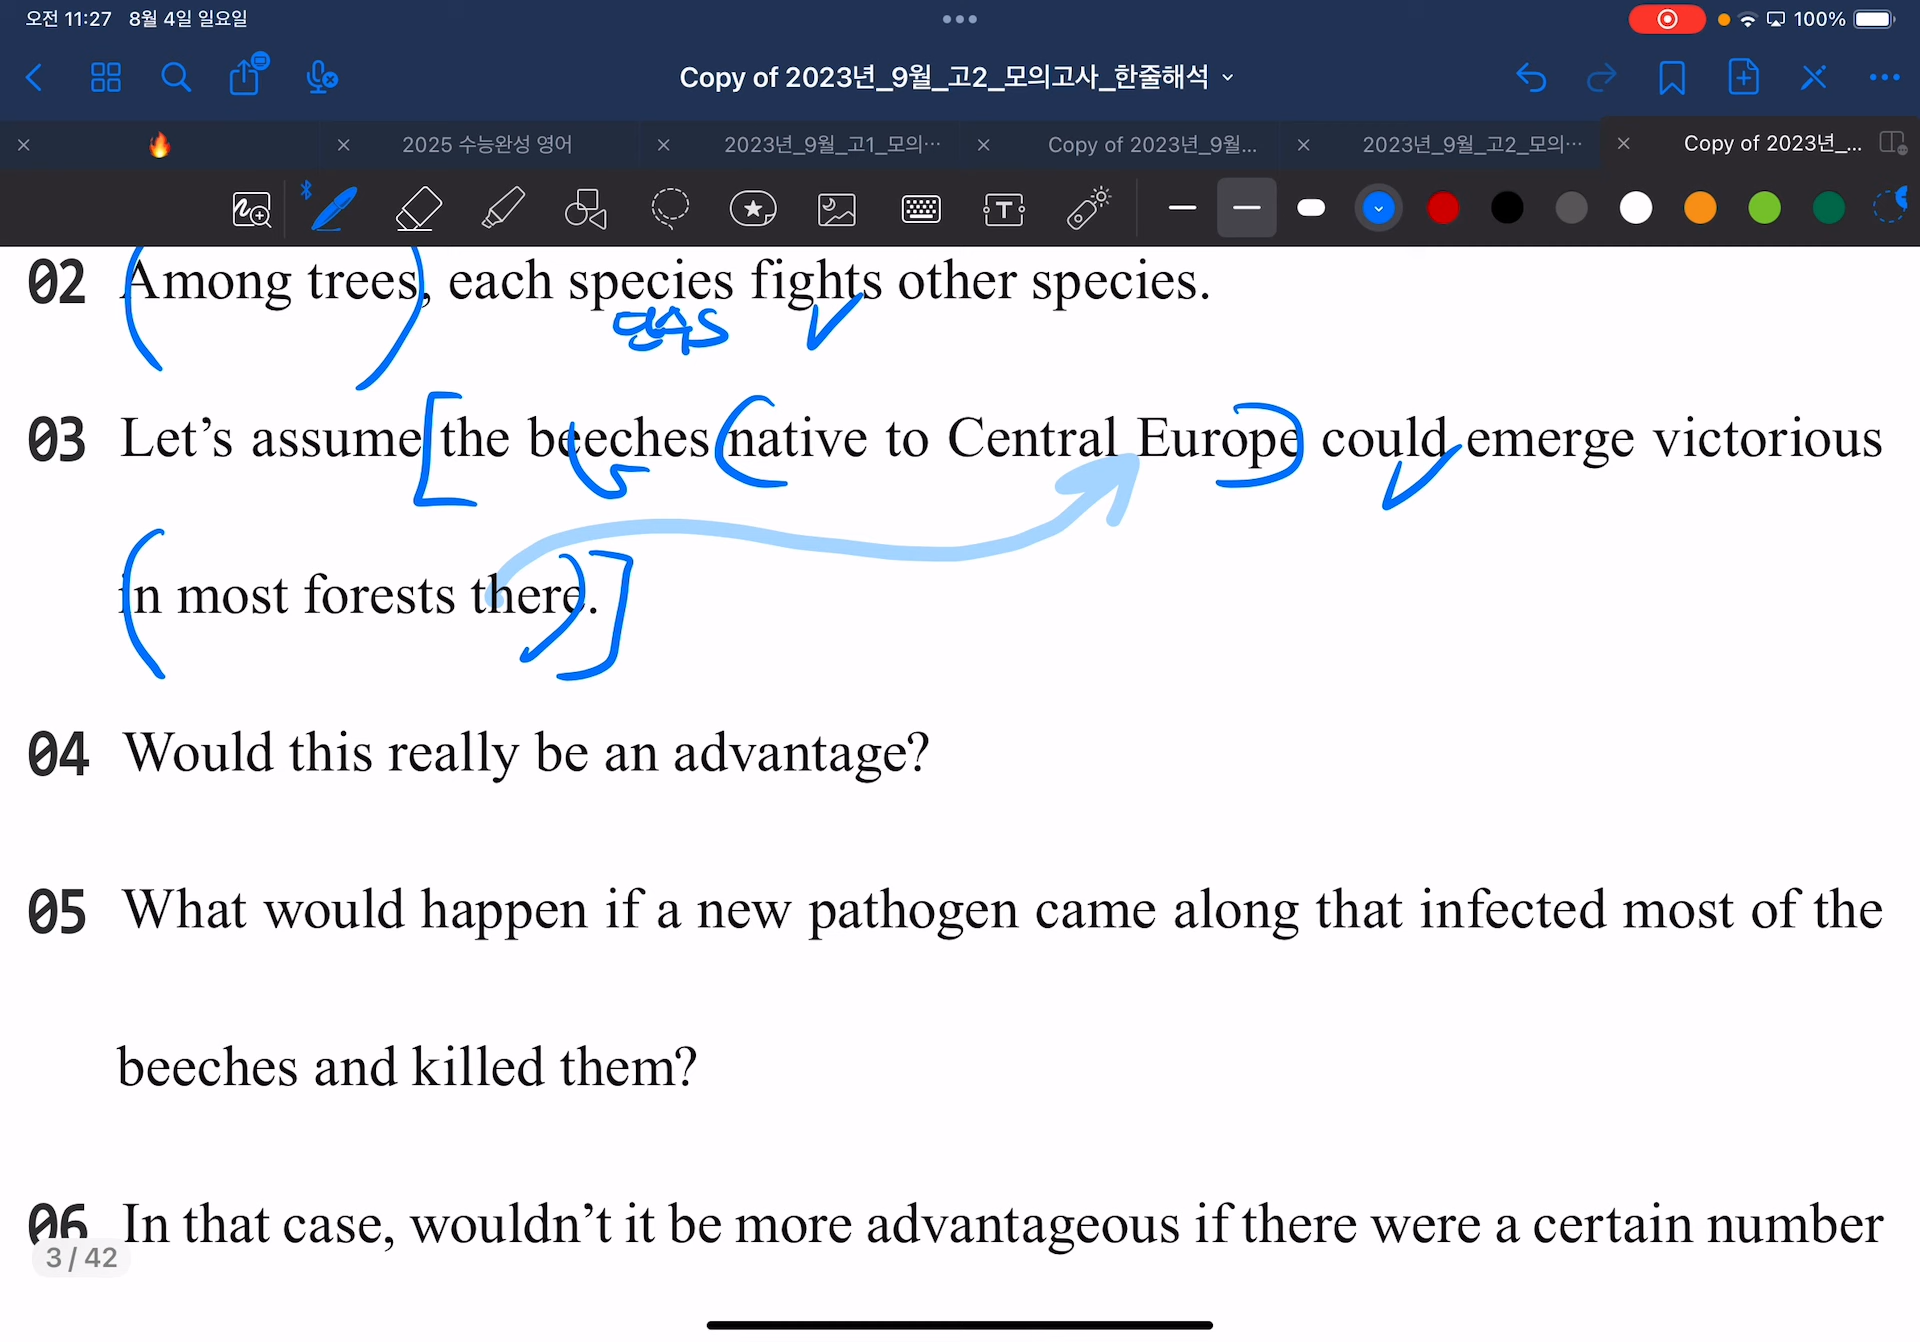 오전 11:27 8월 4일 일요일
100%
Copy of 2023년_9월_고2_모의고사_한줄해석
2025 수능완성 영어
2023년_9월_고1_모의…
Copy of 2023년_9월...
2023년_9월_고2_모의…
Copy of 2023년_...
02 Among trees, each species fights other species.
단수 S
03 Let’s assume the beeches native to Central Europe could emerge victorious
S
in most forests there.
04 Would this really be an advantage?
05 What would happen if a new pathogen came along that infected most of the
beeches and killed them?
06 In that case, wouldn’t it be more advantageous if there were a certain number
3 / 42